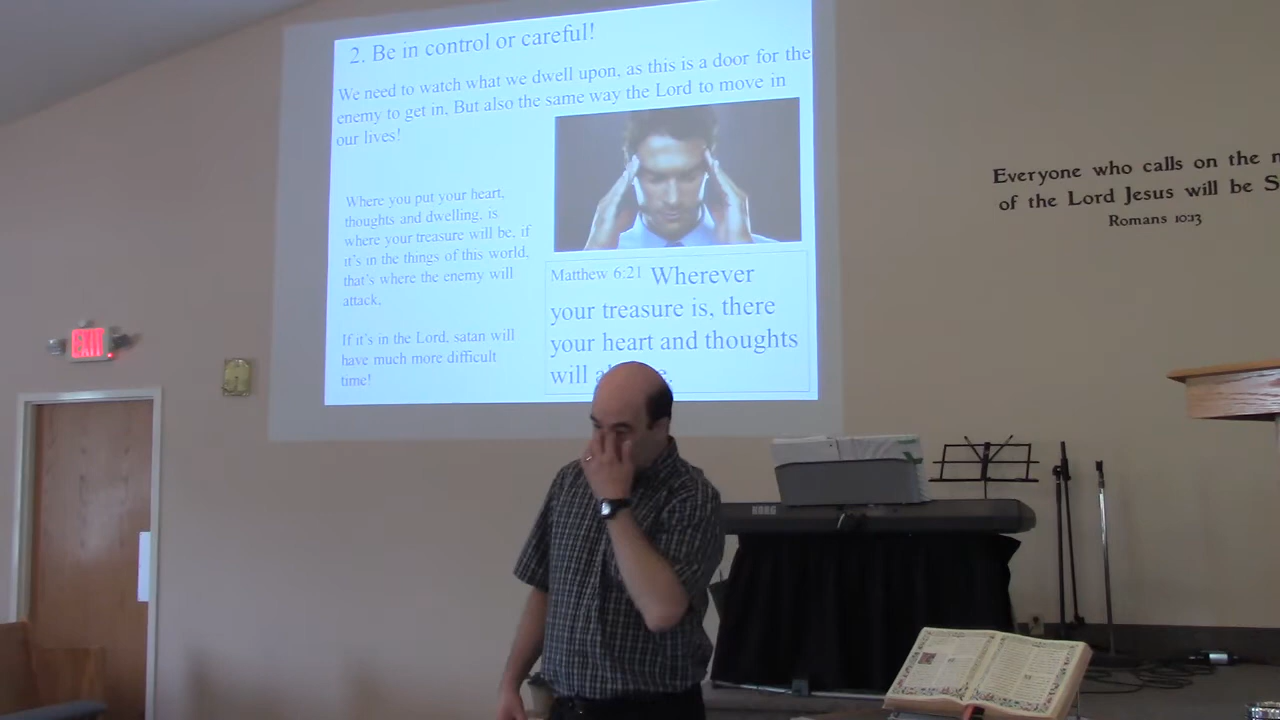 2. Be in control or careful!
We need to watch what we dwell upon, as this is a door for the
enemy to get in. But also the same way the Lord to move in
our lives!
Where you put your heart,
thoughts and dwelling, is
where your treasure will be, if
it's in the things of this world,
that's where the enemy will
attack.
If it's in the Lord, satan will
have much more difficult
time!
Matthew 6:21 Wherever
your treasure is, there
your heart and thoughts
will
Everyone who calls on the
of the Lord Jesus will be
Romans 10:13
EXIT
KORG